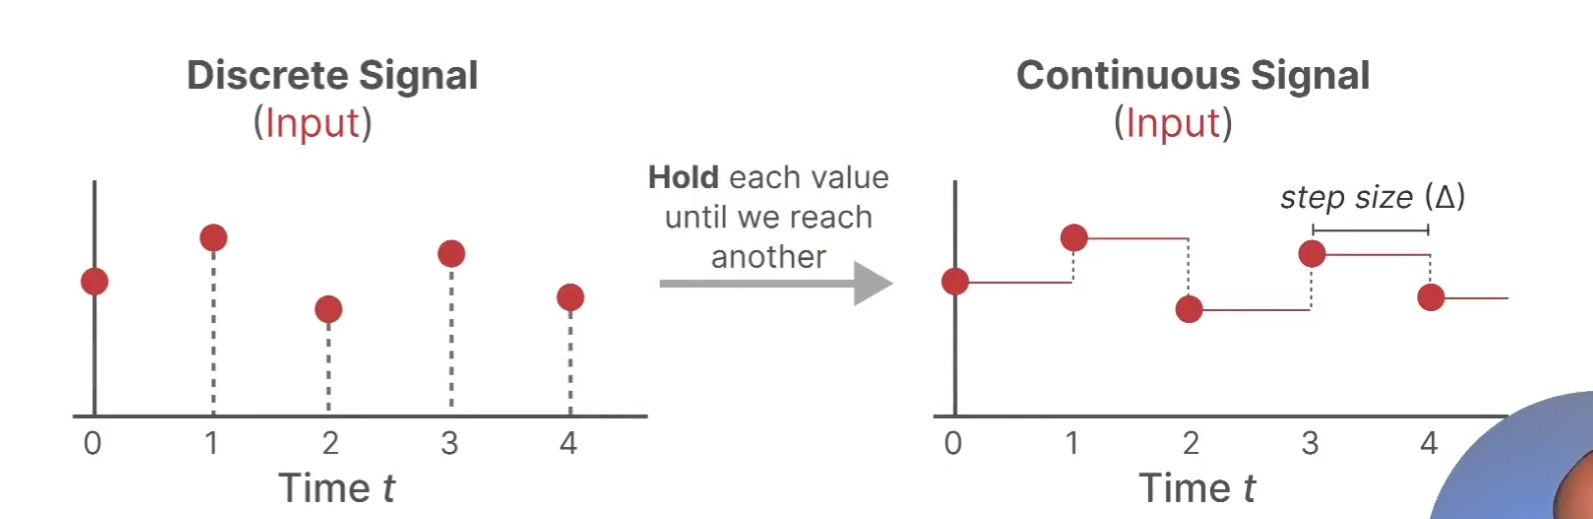 Discrete Signal
(Input)
0 1 2 3 4
Time t
Hold each value
until we reach
another
Continuous Signal
(Input)
step size (Δ)
0 1 2 3 4
Time t